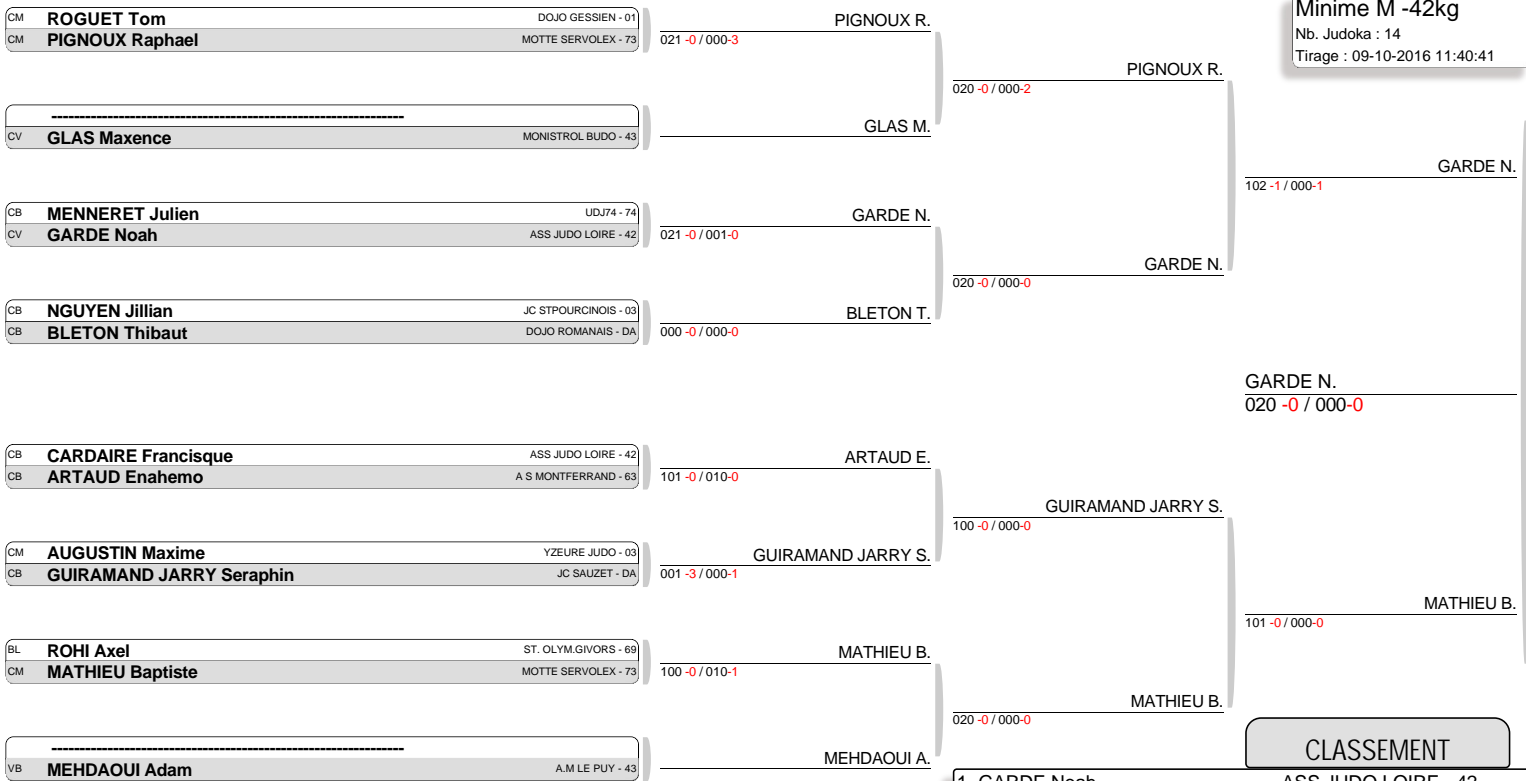 Minime M -42kg
Nb. Judoka : 14
Tirage : 09-10-2016 11:40:41
CM ROGUET Tom DOJO GESSIEN - 01
CM PIGNOUX Raphael MOTTE SERVOLEX - 73
PIGNOUX R.
021 -0 / 000-3
----------------------------------------------------------------
CV GLAS Maxence MONISTROL BUDO - 43
GLAS M.
PIGNOUX R.
020 -0 / 000-2
CB MENNERET Julien UDJ74 - 74
CV GARDE Noah ASS JUDO LOIRE - 42
GARDE N.
021 -0 / 001-0
CB NGUYEN Jillian JC STPOURCINOIS - 03
CB BLETON Thibaut DOJO ROMANAIS - DA
BLETON T.
000 -0 / 000-0
GARDE N.
020 -0 / 000-0
GARDE N.
102 -1 / 000-1
GARDE N.
020 -0 / 000-0
CB CARDAIRE Francisque ASS JUDO LOIRE - 42
CB ARTAUD Enahemo A S MONTFERRAND - 63
ARTAUD E.
101 -0 / 010-0
CM AUGUSTIN Maxime YZEURE JUDO - 03
CB GUIRAMAND JARRY Seraphin JC SAUZET - DA
GUIRAMAND JARRY S.
001 -3 / 000-1
GUIRAMAND JARRY S.
100 -0 / 000-0
BL ROHI Axel ST. OLYM.GIVORS - 69
CM MATHIEU Baptiste MOTTE SERVOLEX - 73
MATHIEU B.
100 -0 / 010-1
----------------------------------------------------------------
VB MEHDAOUI Adam A.M LE PUY - 43
MEHDAOUI A.
MATHIEU B.
020 -0 / 000-0
MATHIEU B.
101 -0 / 000-0
CLASSEMENT
1 GARDE Noah ASS JUDO LOIRE - 42